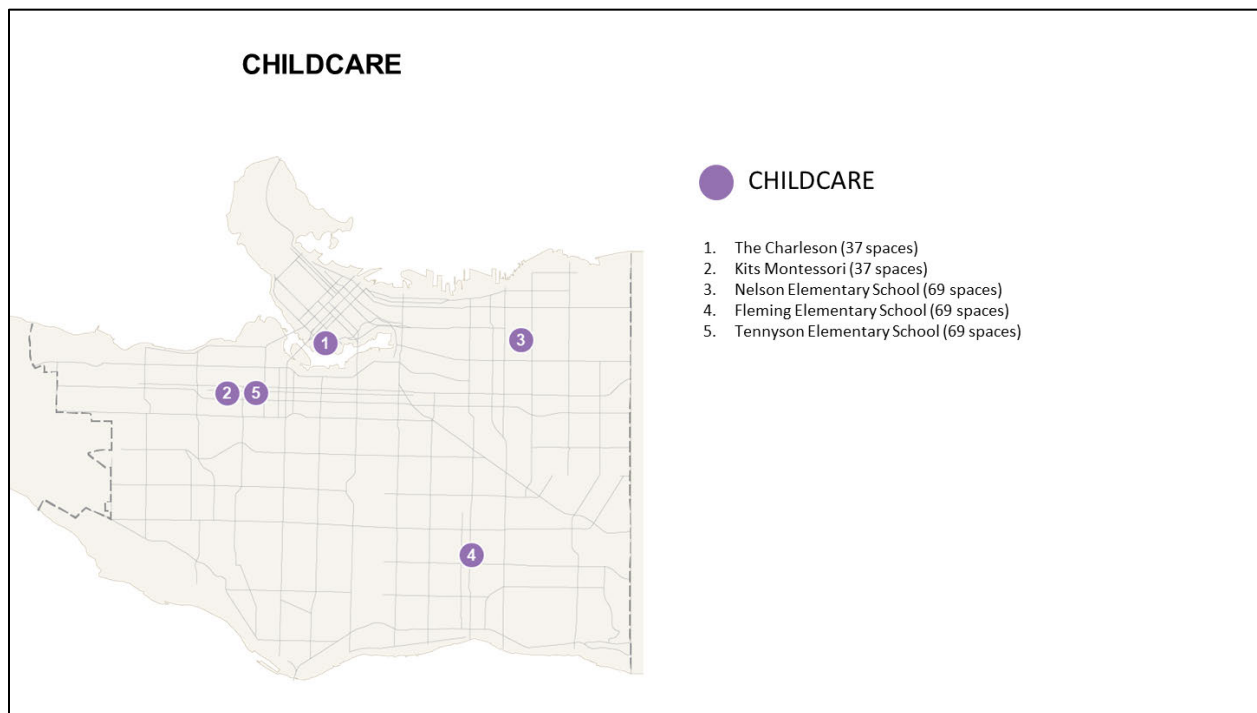 CHILDCARE
1
3
2
5
4
CHILDCARE
1. The Charleson (37 spaces)
2. Kits Montessori (37 spaces)
3. Nelson Elementary School (69 spaces)
4. Fleming Elementary School (69 spaces)
5. Tennyson Elementary School (69 spaces)